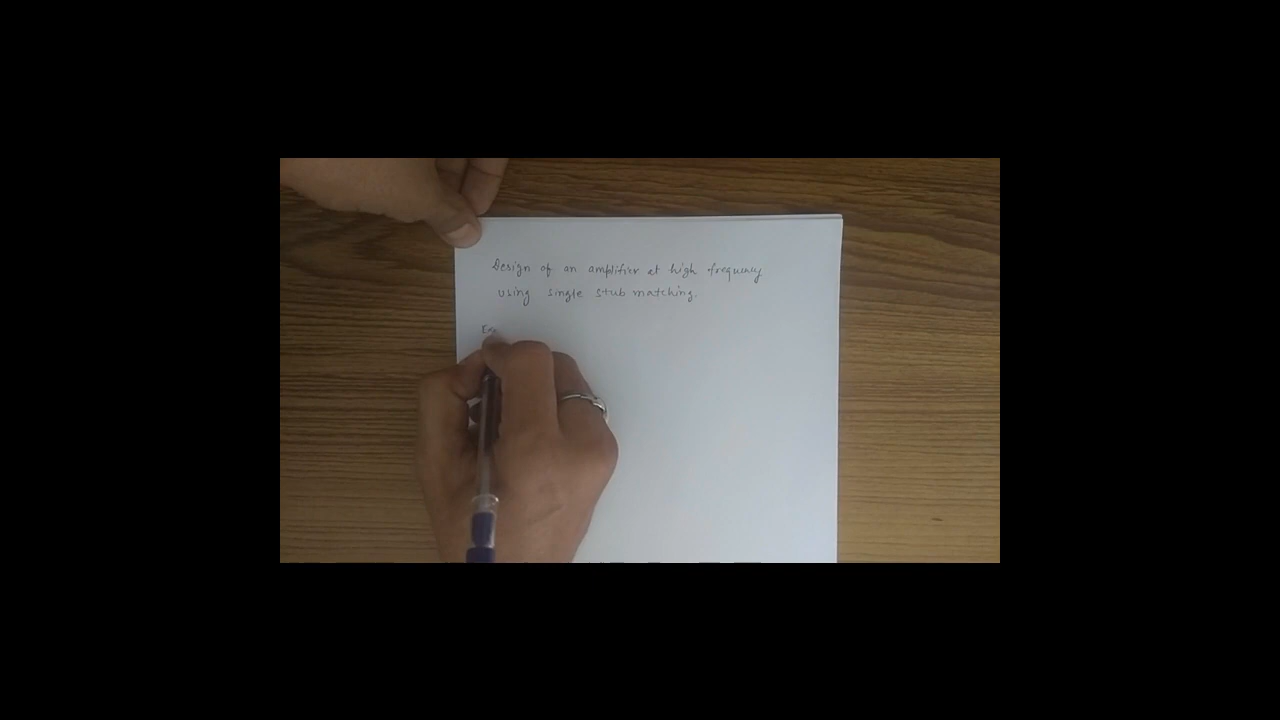 Design of an amplifier at high frequency
using single stub matching.